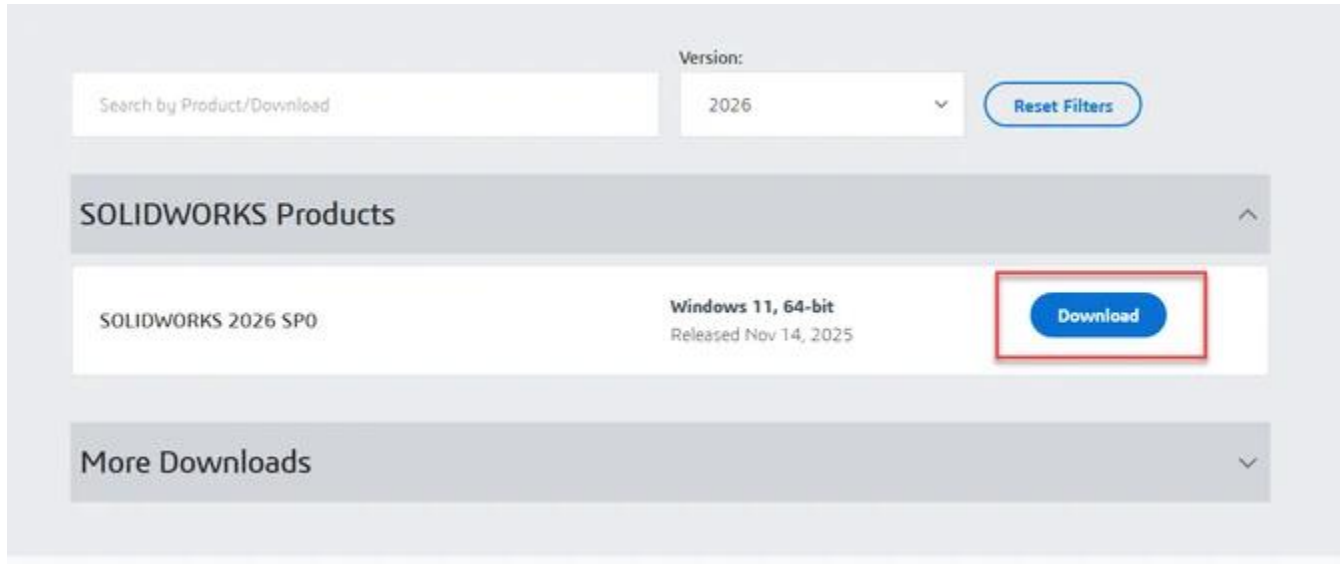 Version:
Search by Product/Download
2026
Reset Filters
SOLIDWORKS Products
SOLIDWORKS 2026 SP0
Windows 11, 64-bit
Released Nov 14, 2025
Download
More Downloads